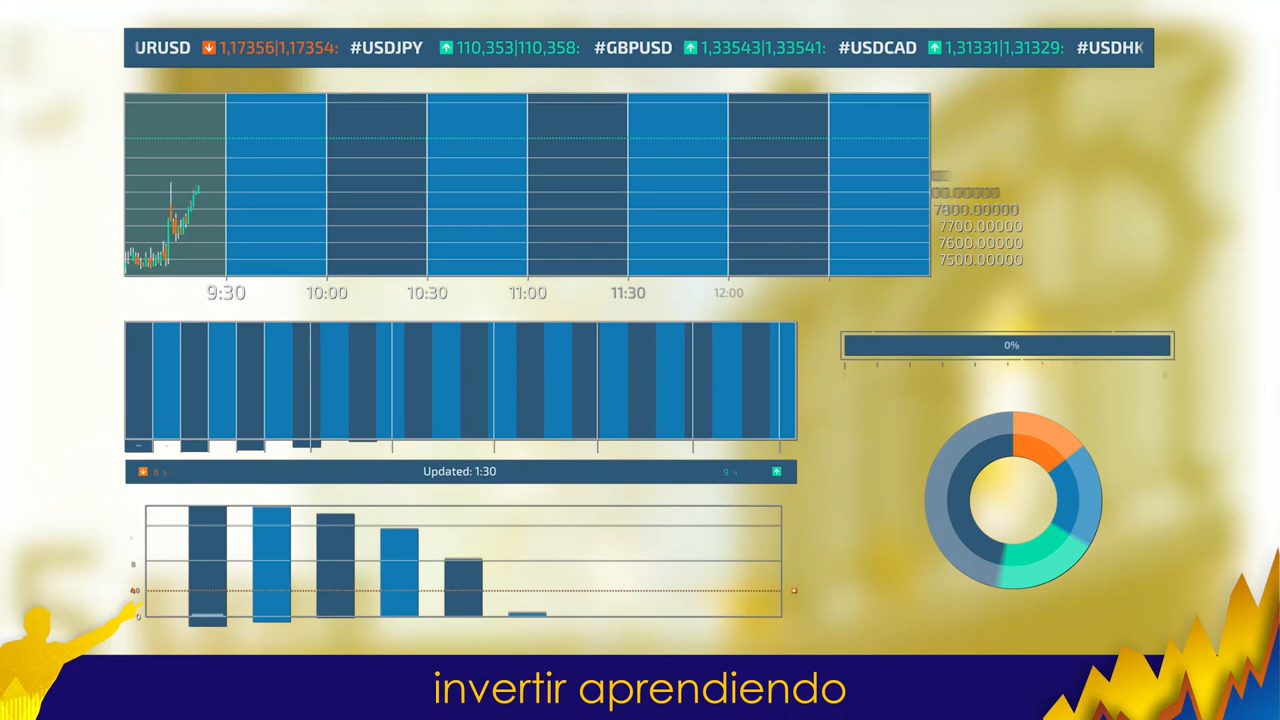 URUSD 1,17356|1,17354: #USDJPY 110,353|110,358: #GBPUSD 1,33543|1,33541: #USDCAD 1,31331|1,31329: #USDHK
7800.00000
7700.00000
7600.00000
7500.00000
9:30 10:00 10:30 11:00 11:30 12:00
0%
Updated: 1:30
invertir aprendiendo